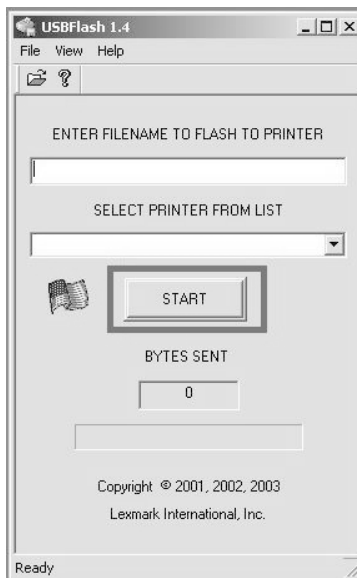 USBFlash 1.4
File View Help
ENTER FILENAME TO FLASH TO PRINTER
SELECT PRINTER FROM LIST
START
BYTES SENT
0
Copyright © 2001, 2002, 2003
Lexmark International, Inc.
Ready